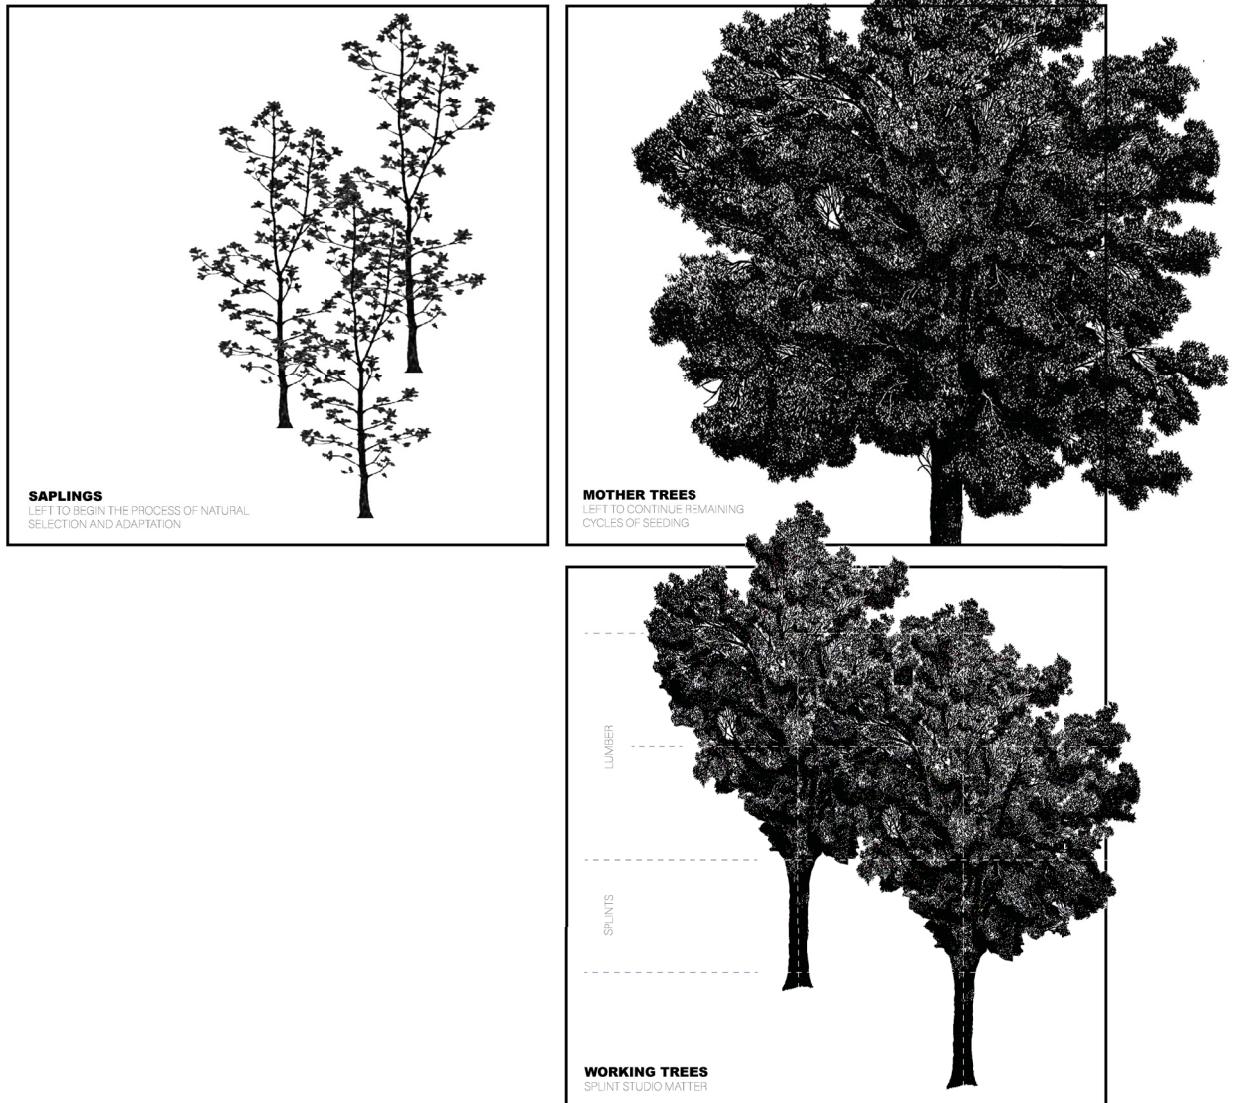 SAPLINGS
LEFT TO BEGIN THE PROCESS OF NATURAL
SELECTION AND ADAPTATION
MOTHER TREES
LEFT TO CONTINUE REMAINING
CYCLES OF SEEDING
LUMBER
SPLINTS
WORKING TREES
SPLINT STUDIO MATTER